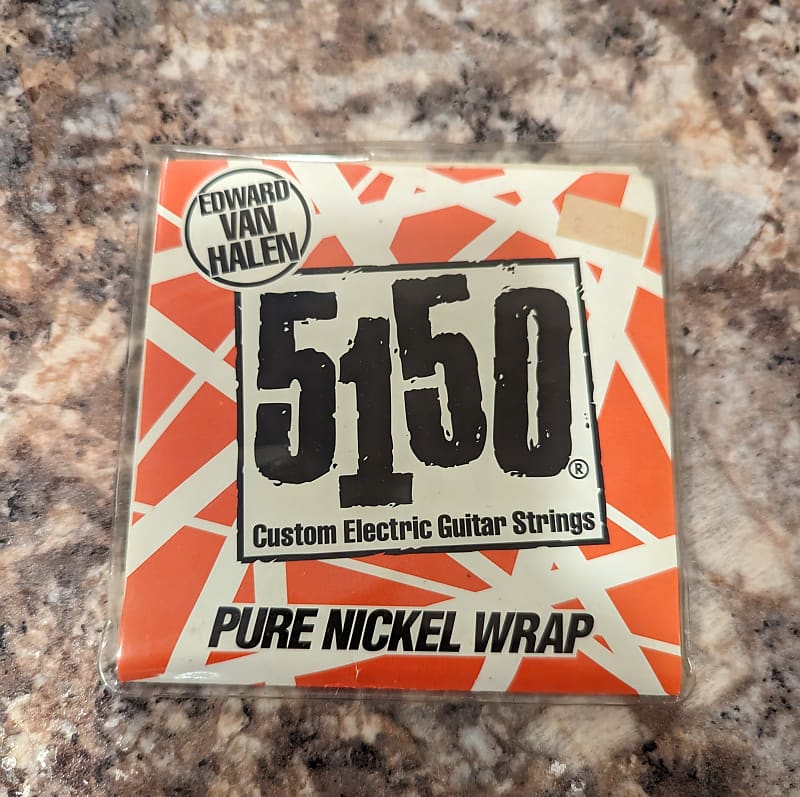 EDWARD
VAN
HALEN
5150®
Custom Electric Guitar Strings
PURE NICKEL WRAP